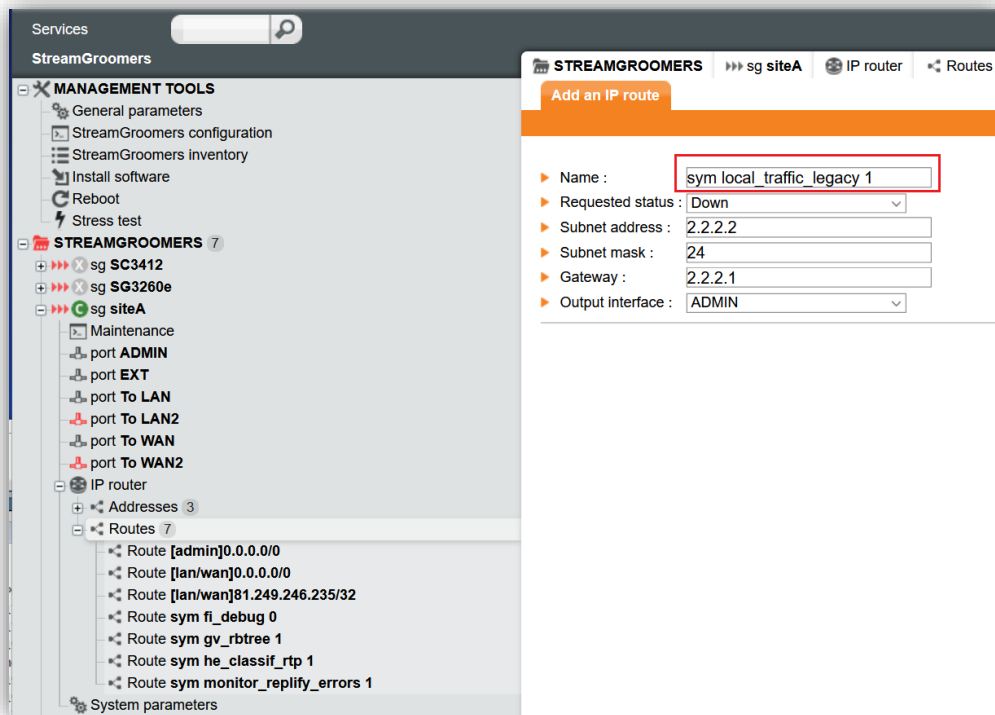 Services
StreamGroomers
MANAGEMENT TOOLS
General parameters
StreamGroomers configuration
StreamGroomers inventory
Install software
Reboot
Stress test
STREAMGROOMERS 7
sg SC3412
sg SG3260e
C sg siteA
Maintenance
port ADMIN
port EXT
port To LAN
port To LAN2
port To WAN
port To WAN2
IP router
Addresses 3
Routes 7
Route [admin]0.0.0.0/0
Route [lan/wan]0.0.0.0/0
Route [lan/wan]81.249.246.235/32
Route sym fi_debug 0
Route sym gv_rbtree 1
Route sym he_classif_rtp 1
Route sym monitor_replify_errors 1
System parameters
STREAMGROOMERS sg siteA IP router Routes
Add an IP route
Name : sym local_traffic_legacy 1
Requested status : Down
Subnet address : 2.2.2.2
Subnet mask : 24
Gateway : 2.2.2.1
Output interface : ADMIN